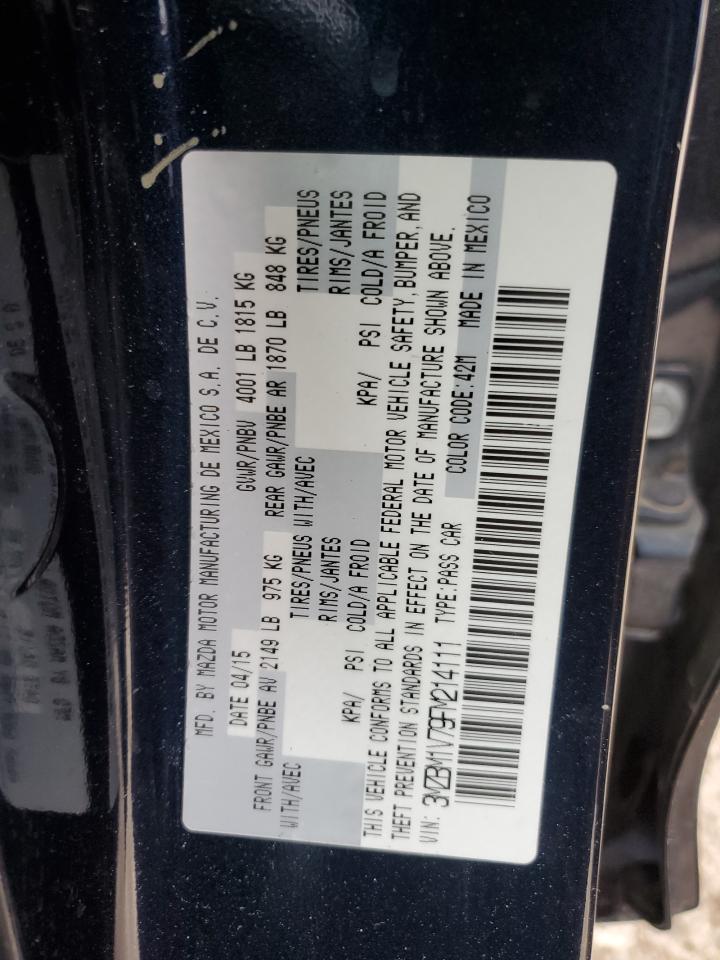 MFD. BY MAZDA MOTOR MANUFACTURING DE MEXICO S.A. DE C.V.
DATE 04/15 GVWR/PNBV 4001 LB 1815 KG
FRONT GAWR/PNBE AV 2149 LB 975 KG REAR GAWR/PNBE AR 1870 LB 848 KG
WITH/AVEC TIRES/PNEUS WITH/AVEC TIRES/PNEUS
RIMS/JANTES RIMS/JANTES
KPA/ PSI COLD/A FROID KPA/ PSI COLD/A FROID
THIS VEHICLE CONFORMS TO ALL APPLICABLE FEDERAL MOTOR VEHICLE SAFETY, BUMPER, AND
THEFT PREVENTION STANDARDS IN EFFECT ON THE DATE OF MANUFACTURE SHOWN ABOVE.
VIN: 3MZBM1V79FM214111 TYPE:PASS CAR COLOR CODE:42M MADE IN MEXICO